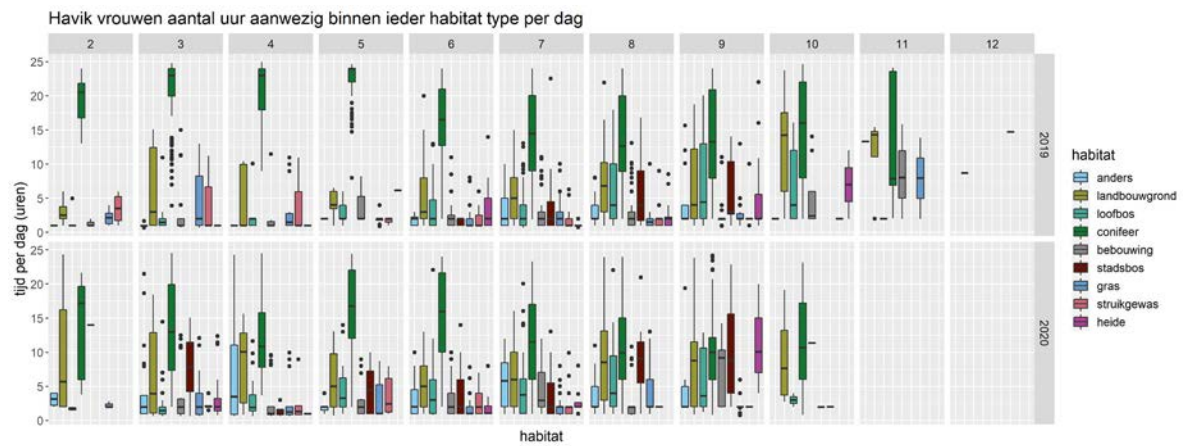 Havik vrouwen aantal uur aanwezig binnen ieder habitat type per dag
2 3 4 5 6 7 8 9 10 11 12
25
20
15
10
5
0
2019
25
20
15
10
5
0
2020
tijd per dag (uren)
habitat
habitat
anders
landbouwgrond
loofbos
conifeer
bebouwing
stadsbos
gras
struikgewas
heide